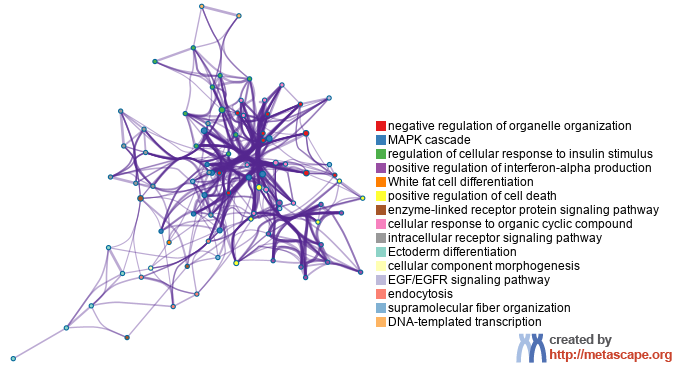 negative regulation of organelle organization
MAPK cascade
regulation of cellular response to insulin stimulus
positive regulation of interferon-alpha production
White fat cell differentiation
positive regulation of cell death
enzyme-linked receptor protein signaling pathway
cellular response to organic cyclic compound
intracellular receptor signaling pathway
Ectoderm differentiation
cellular component morphogenesis
EGF/EGFR signaling pathway
endocytosis
supramolecular fiber organization
DNA-templated transcription
created by
http://metascape.org